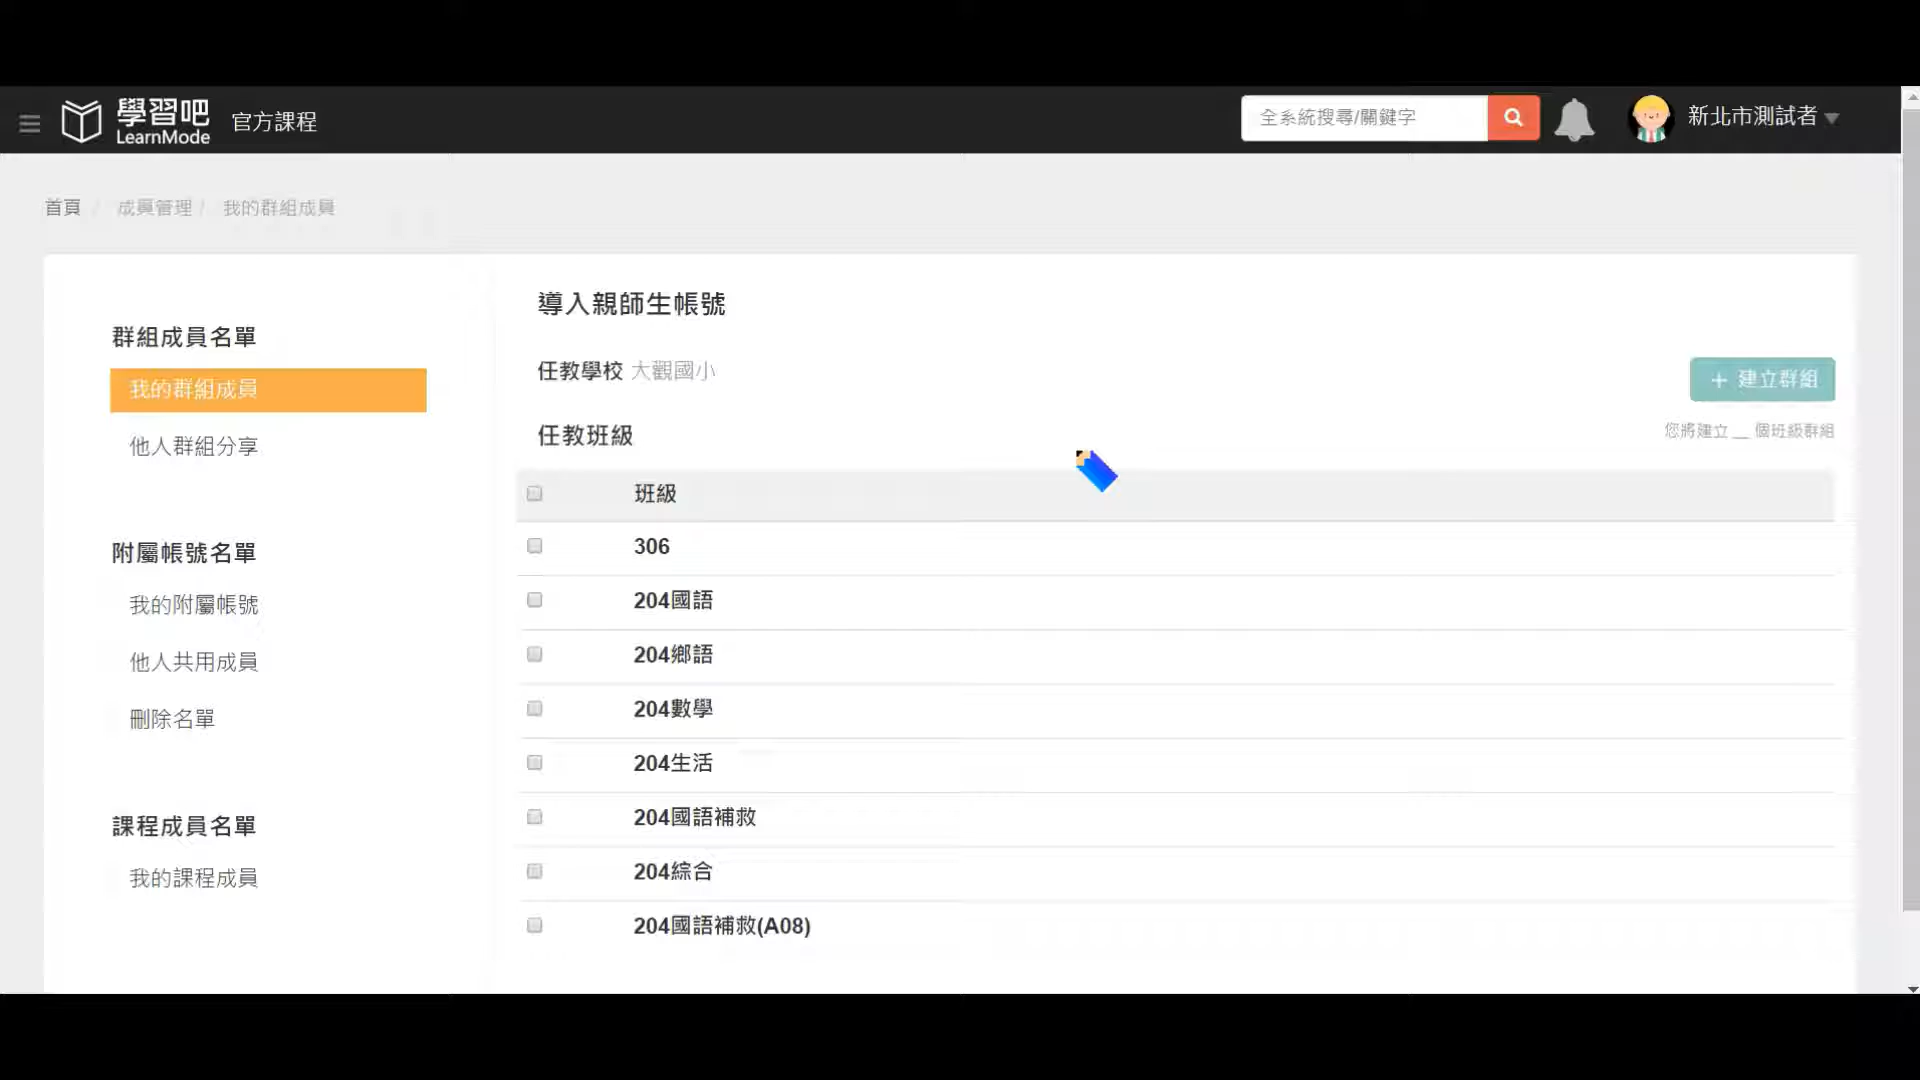 學習吧
LearnMode
官方課程
全系統搜尋/關鍵字
新北市測試者
首頁 / 成員管理 / 我的群組成員
群組成員名單
我的群組成員
他人群組分享
附屬帳號名單
我的附屬帳號
他人共用成員
刪除名單
課程成員名單
我的課程成員
導入親師生帳號
任教學校 大觀國小
+ 建立群組
您將建立 __ 個班級群組
任教班級
班級
306
204國語
204鄉語
204數學
204生活
204國語補救
204綜合
204國語補救(A08)